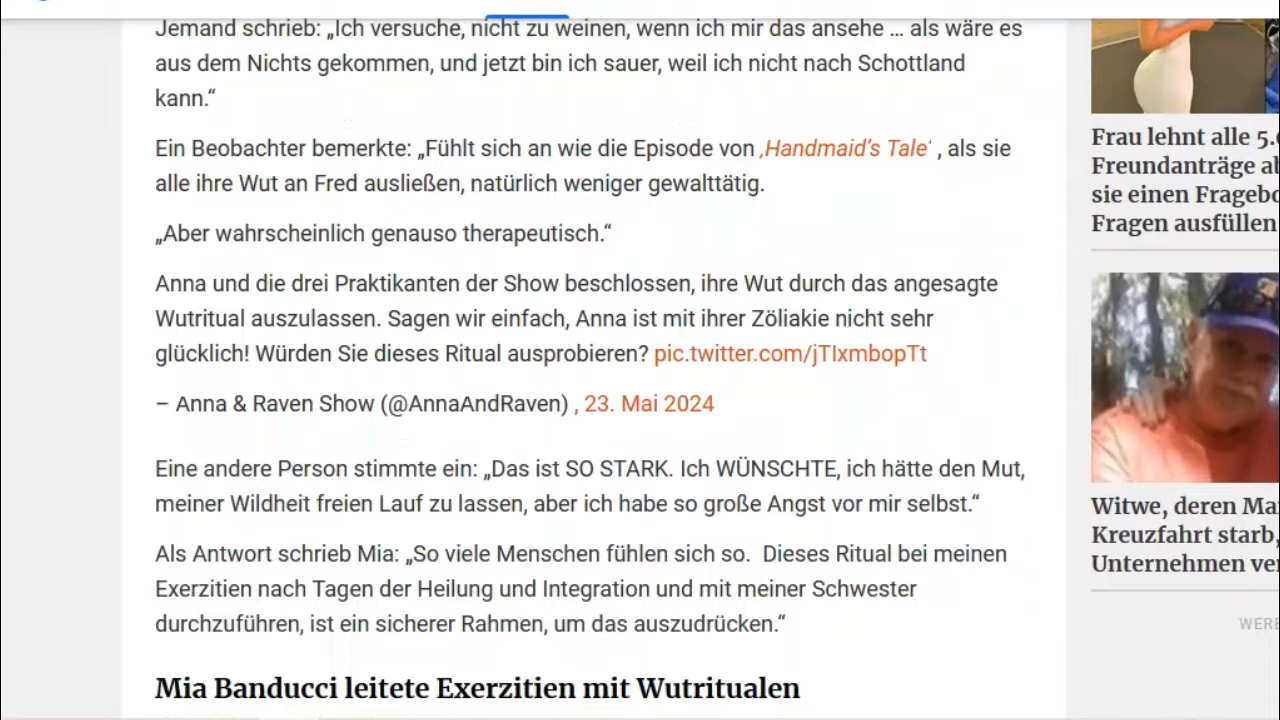 Jemand schrieb: „Ich versuche, nicht zu weinen, wenn ich mir das ansehe … als wäre es
aus dem Nichts gekommen, und jetzt bin ich sauer, weil ich nicht nach Schottland
kann.“
Ein Beobachter bemerkte: „Fühlt sich an wie die Episode von ‚Handmaid’s Tale‘ , als sie
alle ihre Wut an Fred ausließen, natürlich weniger gewalttätig.
„Aber wahrscheinlich genauso therapeutisch.“
Anna und die drei Praktikanten der Show beschlossen, ihre Wut durch das angesagte
Wutritual auszulassen. Sagen wir einfach, Anna ist mit ihrer Zöliakie nicht sehr
glücklich! Würden Sie dieses Ritual ausprobieren? pic.twitter.com/jTIxmbopTt
– Anna & Raven Show (@AnnaAndRaven) , 23. Mai 2024
Eine andere Person stimmte ein: „Das ist SO STARK. Ich WÜNSCHTE, ich hätte den Mut,
meiner Wildheit freien Lauf zu lassen, aber ich habe so große Angst vor mir selbst.“
Als Antwort schrieb Mia: „So viele Menschen fühlen sich so.  Dieses Ritual bei meinen
Exerzitien nach Tagen der Heilung und Integration und mit meiner Schwester
durchzuführen, ist ein sicherer Rahmen, um das auszudrücken.“
Mia Banducci leitete Exerzitien mit Wutritualen
Frau lehnt alle 5.
Freundanträge
sie einen
Fragen ausfüllen
Witwe, deren
Kreuzfahrt starb,
Unternehmen